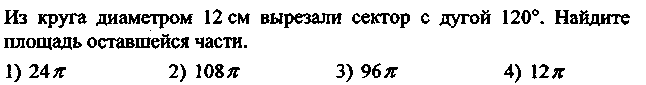 Из круга диаметром 12 см вырезали сектор с дугой 120°. Найдите
площадь оставшейся части.
1) 24π 2) 108π 3) 96π 4) 12π